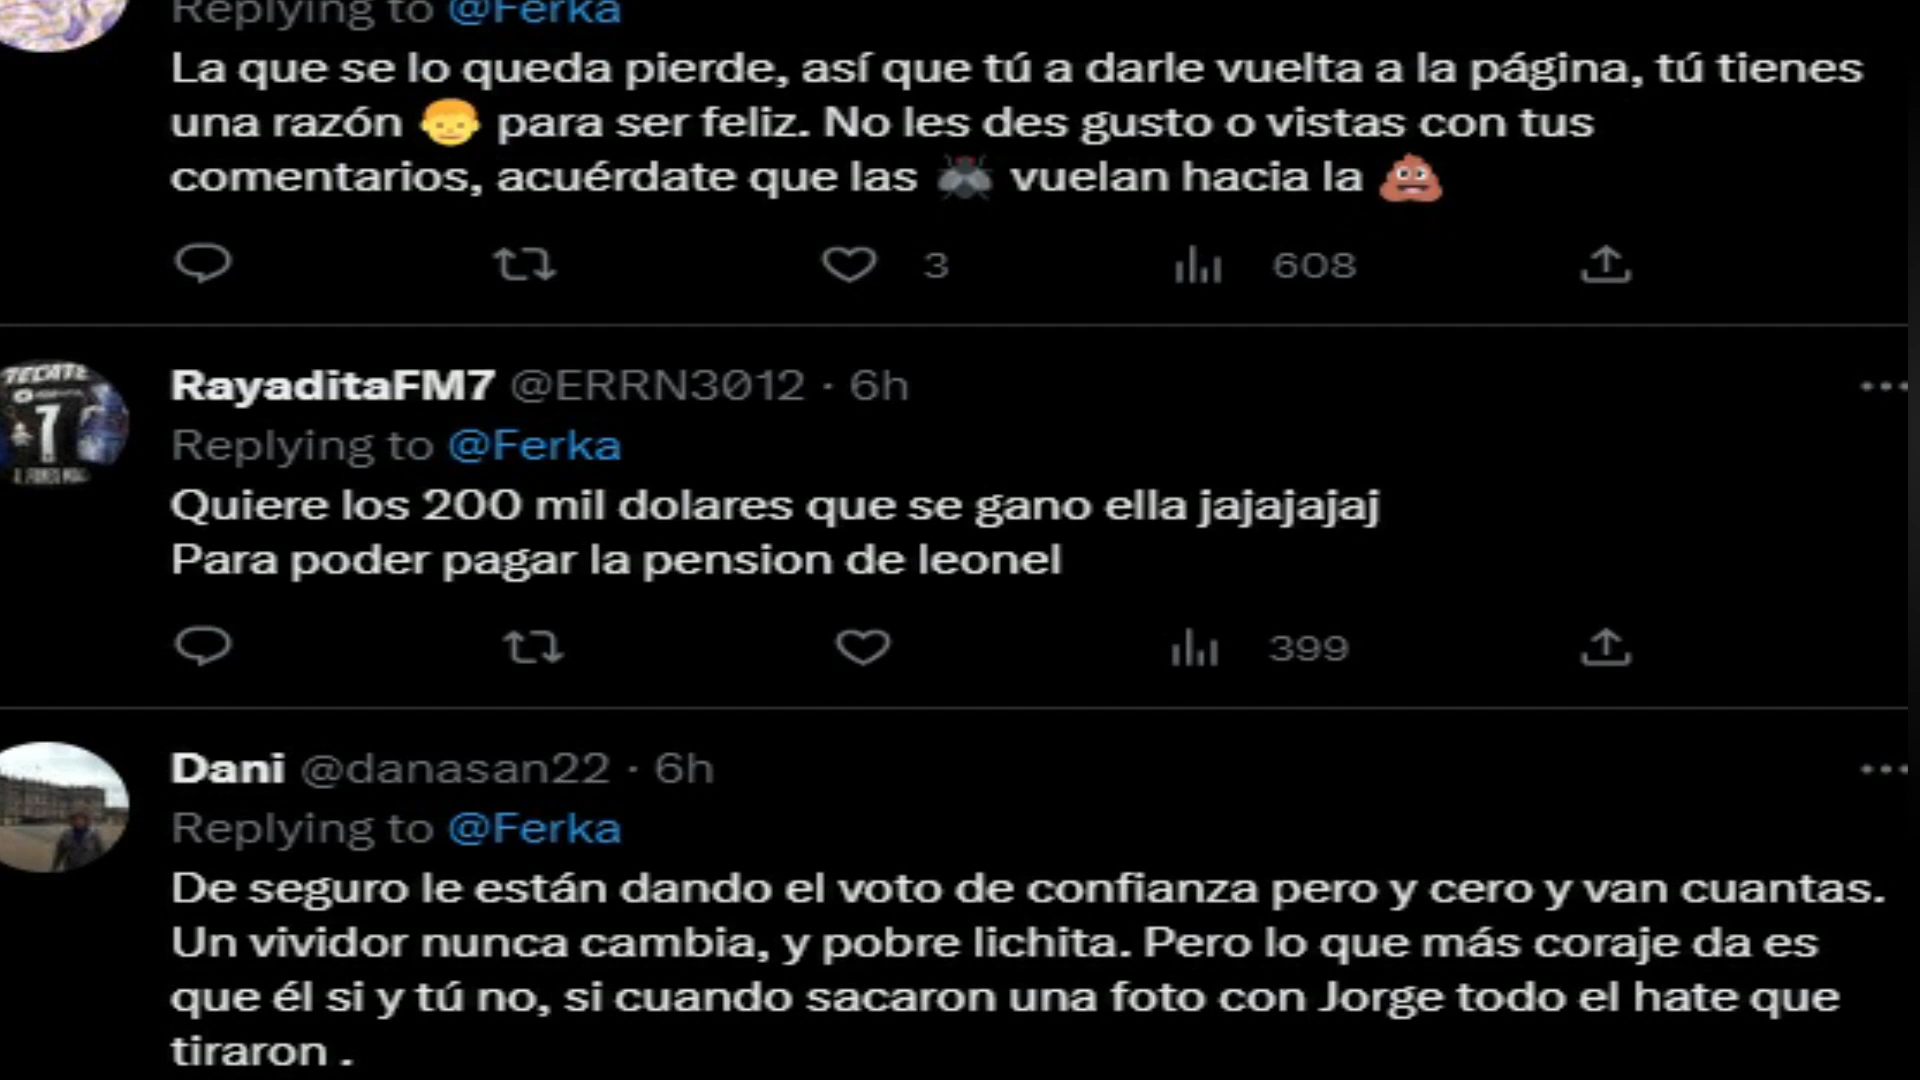 Replying to @Ferka
La que se lo queda pierde, así que tú a darle vuelta a la página, tú tienes
una razón 👦 para ser feliz. No les des gusto o vistas con tus
comentarios, acuérdate que las 🪰 vuelan hacia la 💩
3 608
TECATE
7
RayaditaFM7 @ERRN3012 · 6h
Replying to @Ferka
Quiere los 200 mil dolares que se gano ella jajajajaj
Para poder pagar la pension de leonel
399
Dani @danasan22 · 6h
Replying to @Ferka
De seguro le están dando el voto de confianza pero y cero y van cuantas.
Un vividor nunca cambia, y pobre lichita. Pero lo que más coraje da es
que él si y tú no, si cuando sacaron una foto con Jorge todo el hate que
tiraron .